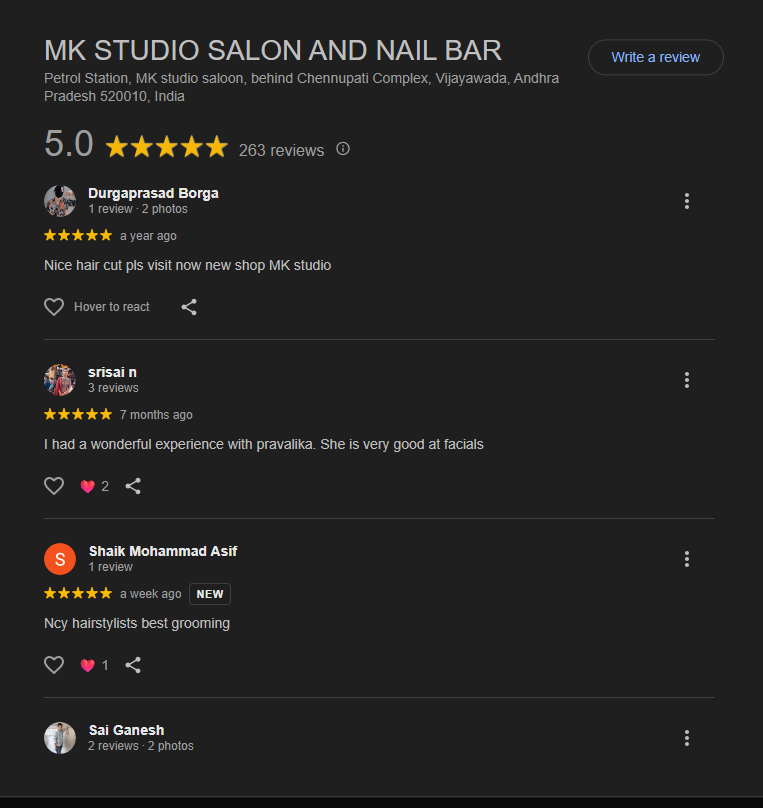 MK STUDIO SALON AND NAIL BAR
Write a review
Petrol Station, MK studio saloon, behind Chennupati Complex, Vijayawada, Andhra
Pradesh 520010, India
5.0 263 reviews
Durgaprasad Borga
1 review · 2 photos
a year ago
Nice hair cut pls visit now new shop MK studio
Hover to react
srisai n
3 reviews
7 months ago
I had a wonderful experience with pravalika. She is very good at facials
2
S
Shaik Mohammad Asif
1 review
a week ago NEW
Ncy hairstylists best grooming
1
Sai Ganesh
2 reviews · 2 photos